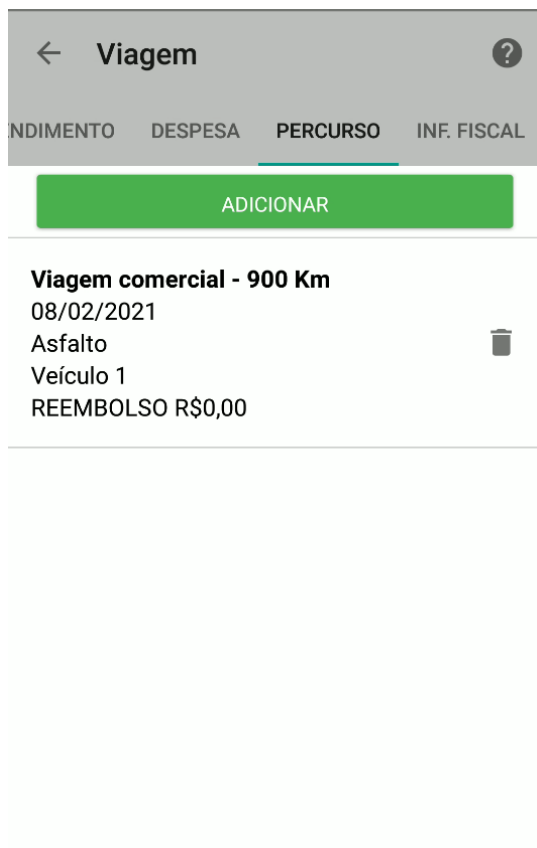 Viagem
NDIMENTO DESPESA PERCURSO INF. FISCAL
ADICIONAR
Viagem comercial - 900 Km
08/02/2021
Asfalto
Veículo 1
REEMBOLSO R$0,00